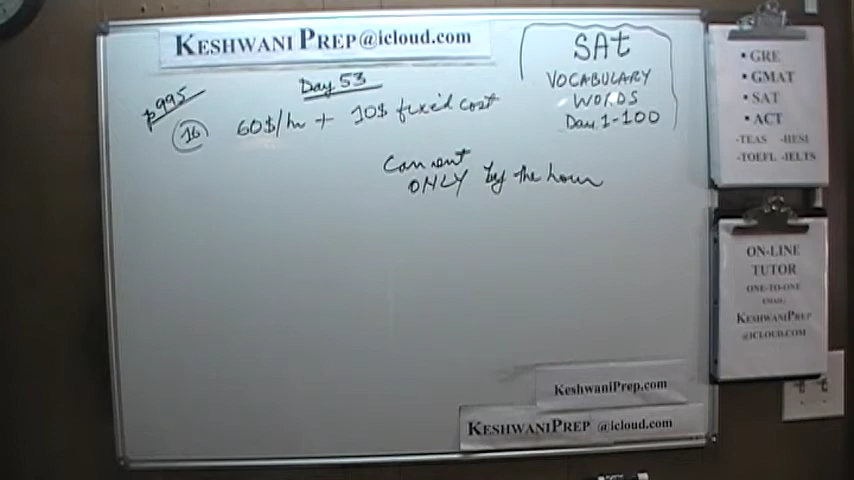 KESHWANI PREP@icloud.com
SAt
VOCABULARY
WORDS
Day 1-100
Day 53
p995
16 60$/hr + 10$ fixed cost
Can rent
ONLY by the hour
• GRE
• GMAT
• SAT
• ACT
-TEAS -HESI
-TOEFL -IELTS
ON-LINE
TUTOR
ONE-TO-ONE
EMAIL:
KESHWANIPREP
@ICLOUD.COM
KeshwaniPrep.com
KESHWANIPREP @icloud.com